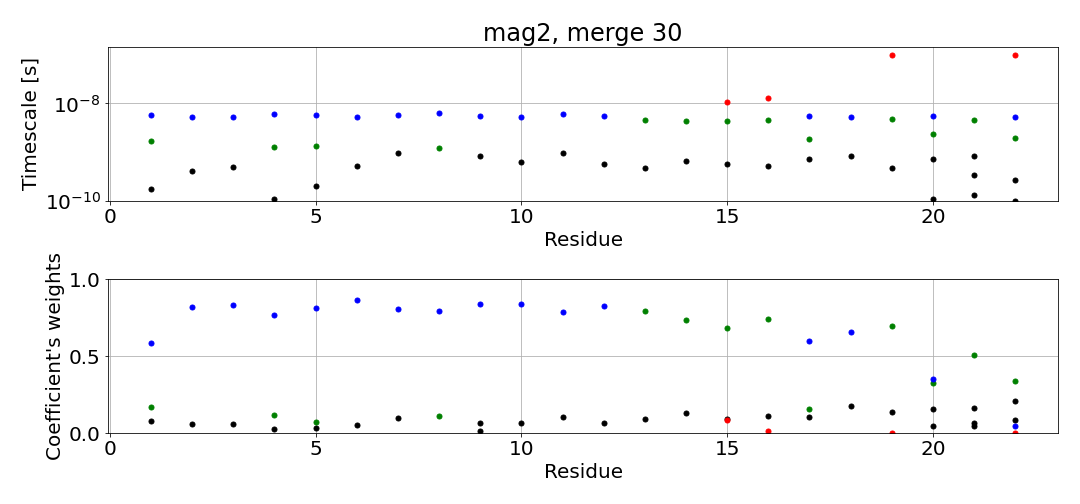 mag2, merge 30
Timescale [s]
10⁻⁸
10⁻¹⁰
0 5 10 15 20
Residue
Coefficient's weights
1.0
0.5
0.0
0 5 10 15 20
Residue